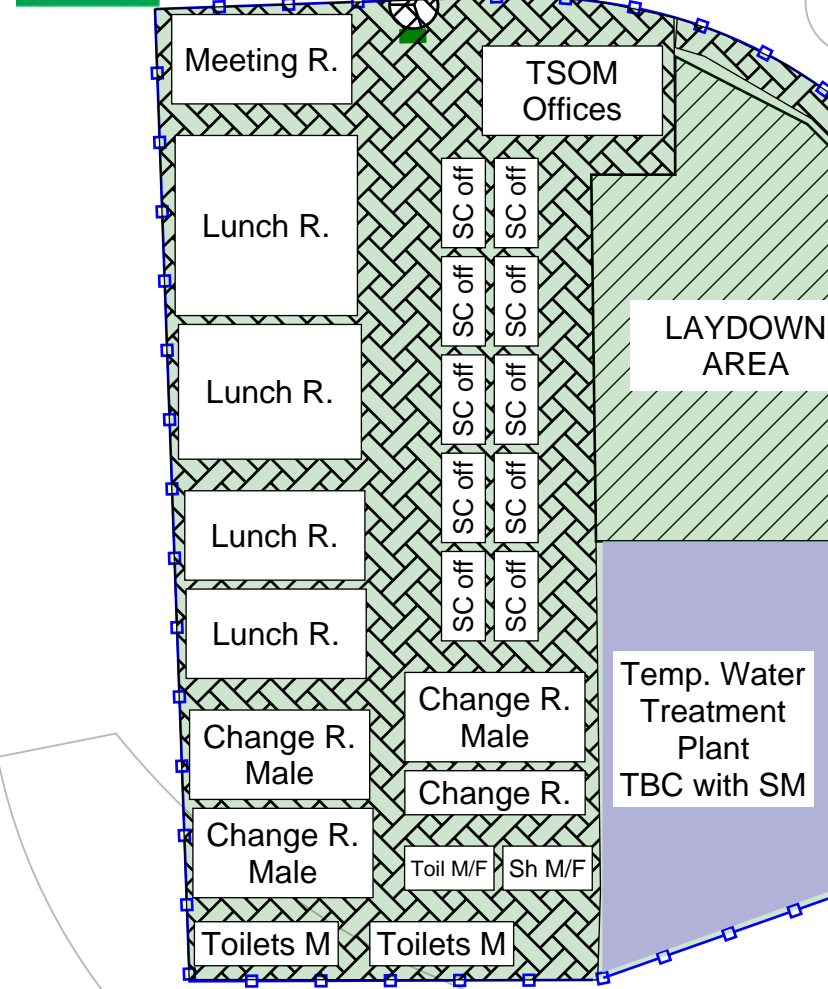 Meeting R.
TSOM
Offices
Lunch R.
SC off
SC off
SC off
SC off
LAYDOWN
AREA
Lunch R.
SC off
SC off
Lunch R.
SC off
SC off
Lunch R.
SC off
SC off
Temp. Water
Treatment
Plant
TBC with SM
Change R.
Male
Change R.
Male
Change R.
Change R.
Male
Toil M/F
Sh M/F
Toilets M
Toilets M